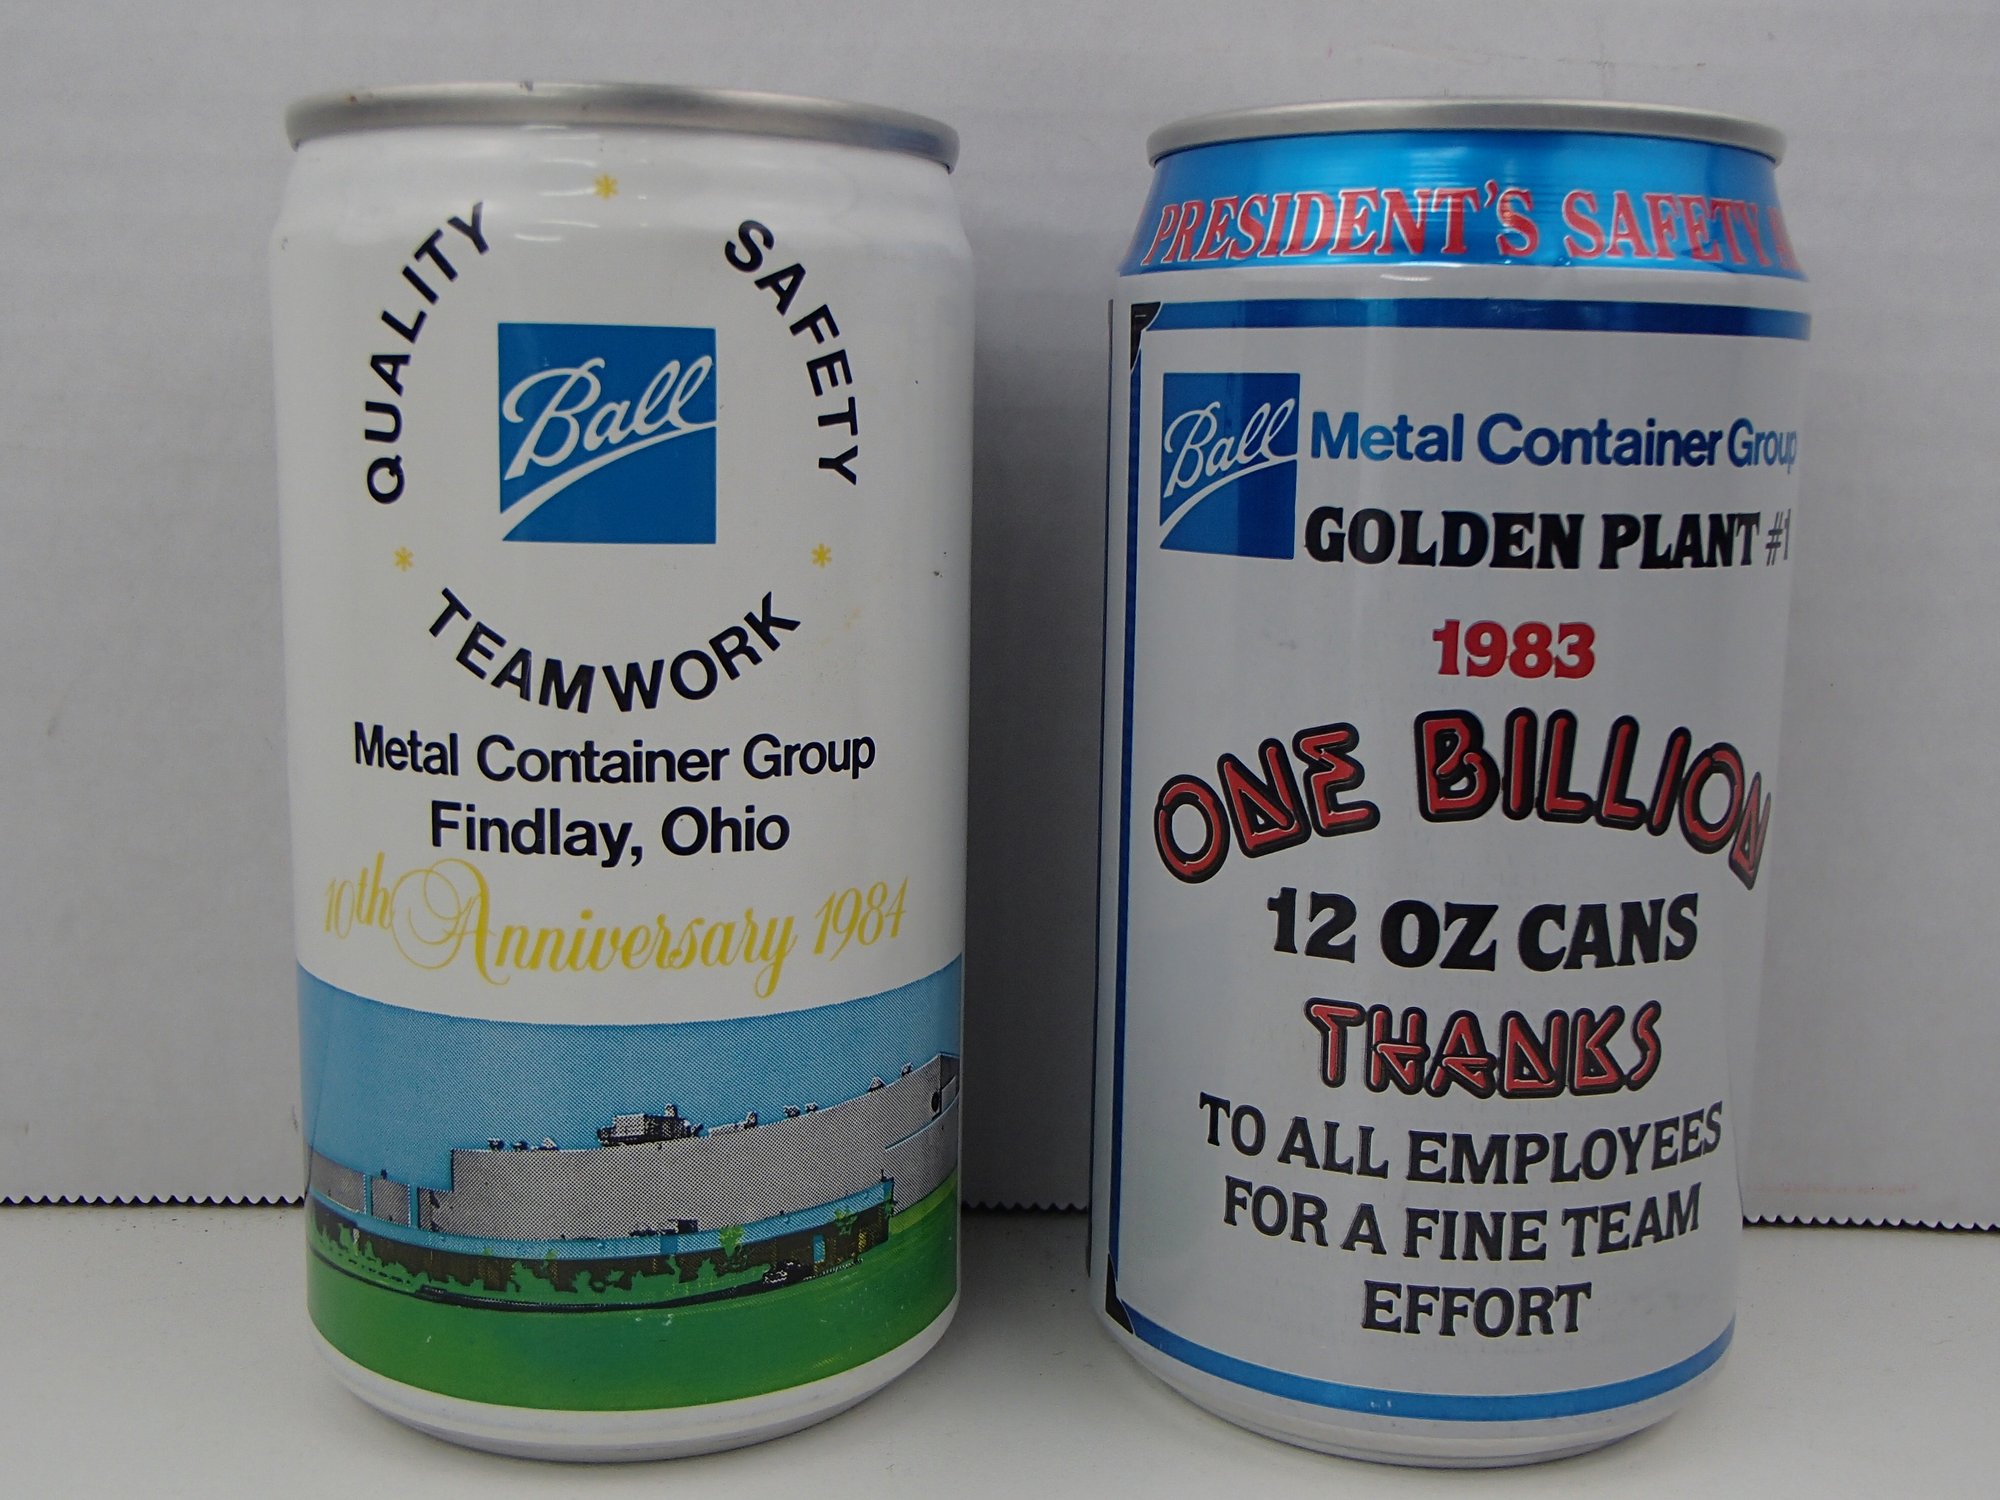 QUALITY
SAFETY
Ball
TEAMWORK
Metal Container Group
Findlay, Ohio
10th Anniversary 1984
PRESIDENT'S SAFETY
Ball
Metal Container Group
GOLDEN PLANT #1
1983
ONE BILLION
12 OZ CANS
THANKS
TO ALL EMPLOYEES
FOR A FINE TEAM
EFFORT